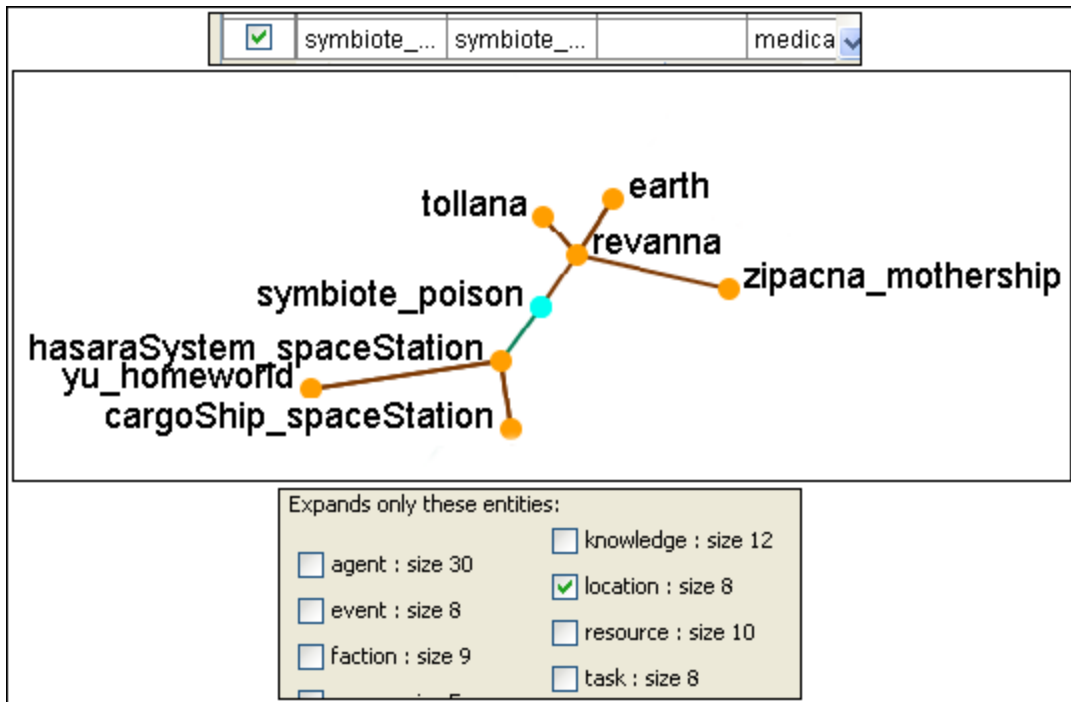 symbiote_... symbiote_... medica
earth
tollana
revanna
zipacna_mothership
symbiote_poison
hasaraSystem_spaceStation
yu_homeworld
cargoShip_spaceStation
Expands only these entities:
knowledge : size 12
agent : size 30
location : size 8
event : size 8
resource : size 10
faction : size 9
task : size 8